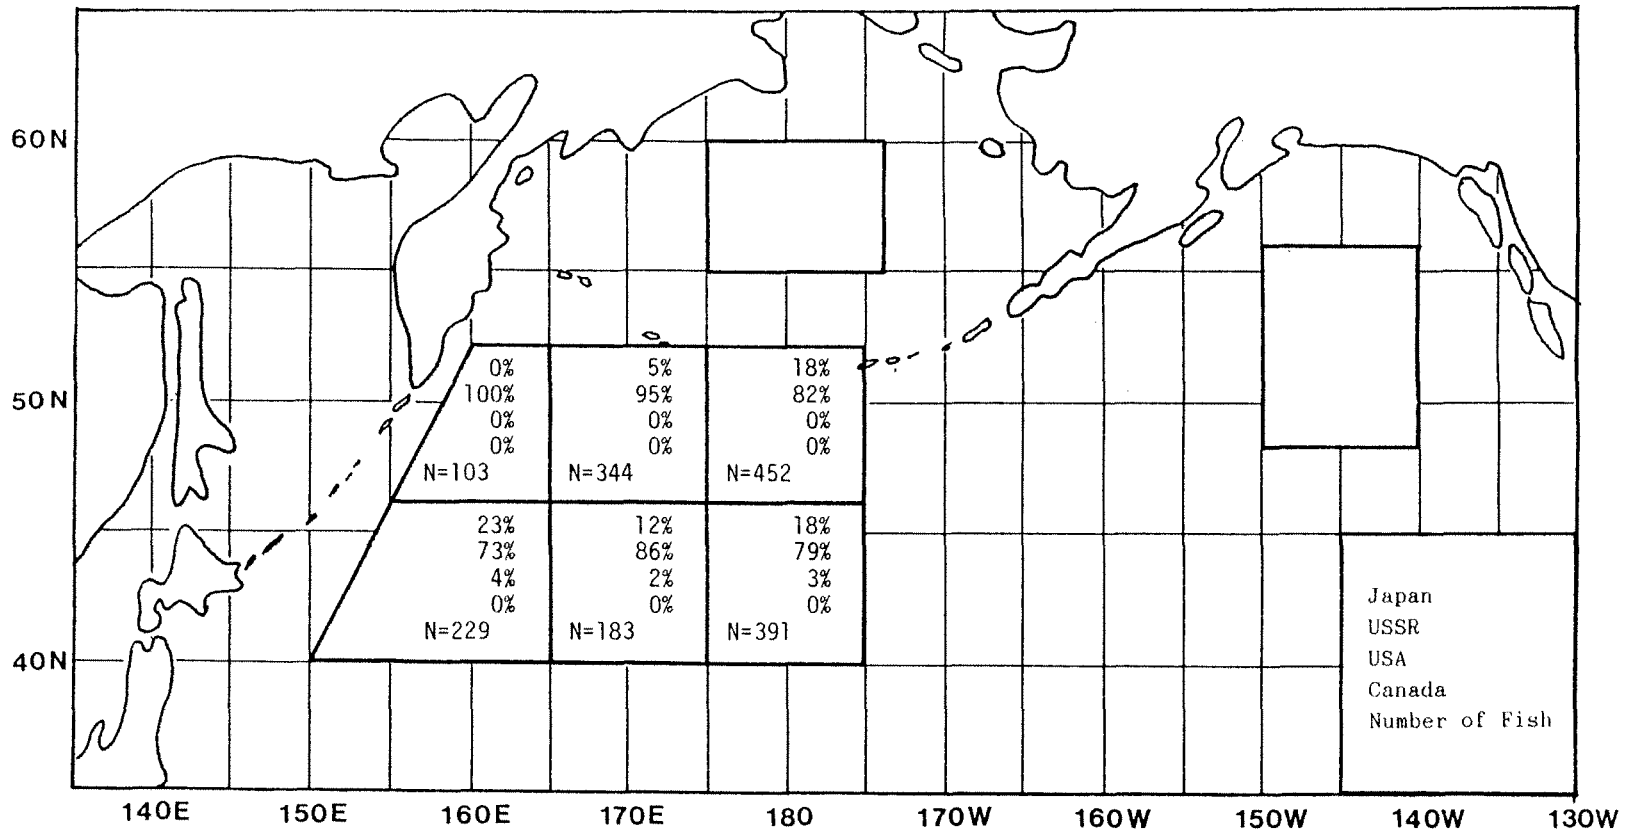 60N
50N
40N
0%
100%
0%
0%
N=103
5%
95%
0%
0%
N=344
18%
82%
0%
0%
N=452
23%
73%
4%
0%
N=229
12%
86%
2%
0%
N=183
18%
79%
3%
0%
N=391
Japan
USSR
USA
Canada
Number of Fish
140E 150E 160E 170E 180 170W 160W 150W 140W 130W